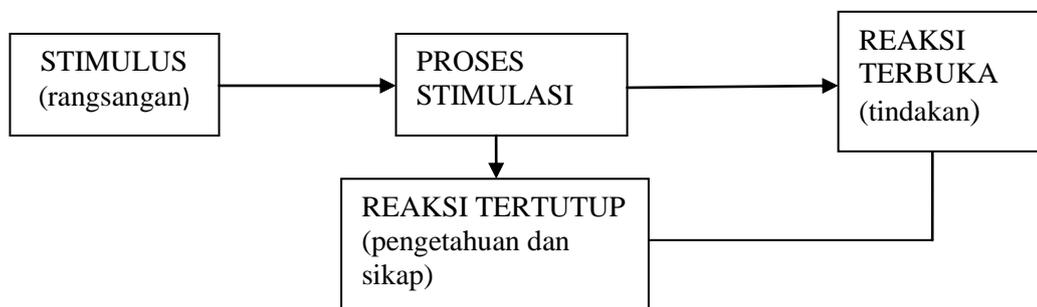 STIMULUS
(rangsangan)
PROSES
STIMULASI
REAKSI
TERBUKA
(tindakan)
REAKSI TERTUTUP
(pengetahuan dan
sikap)